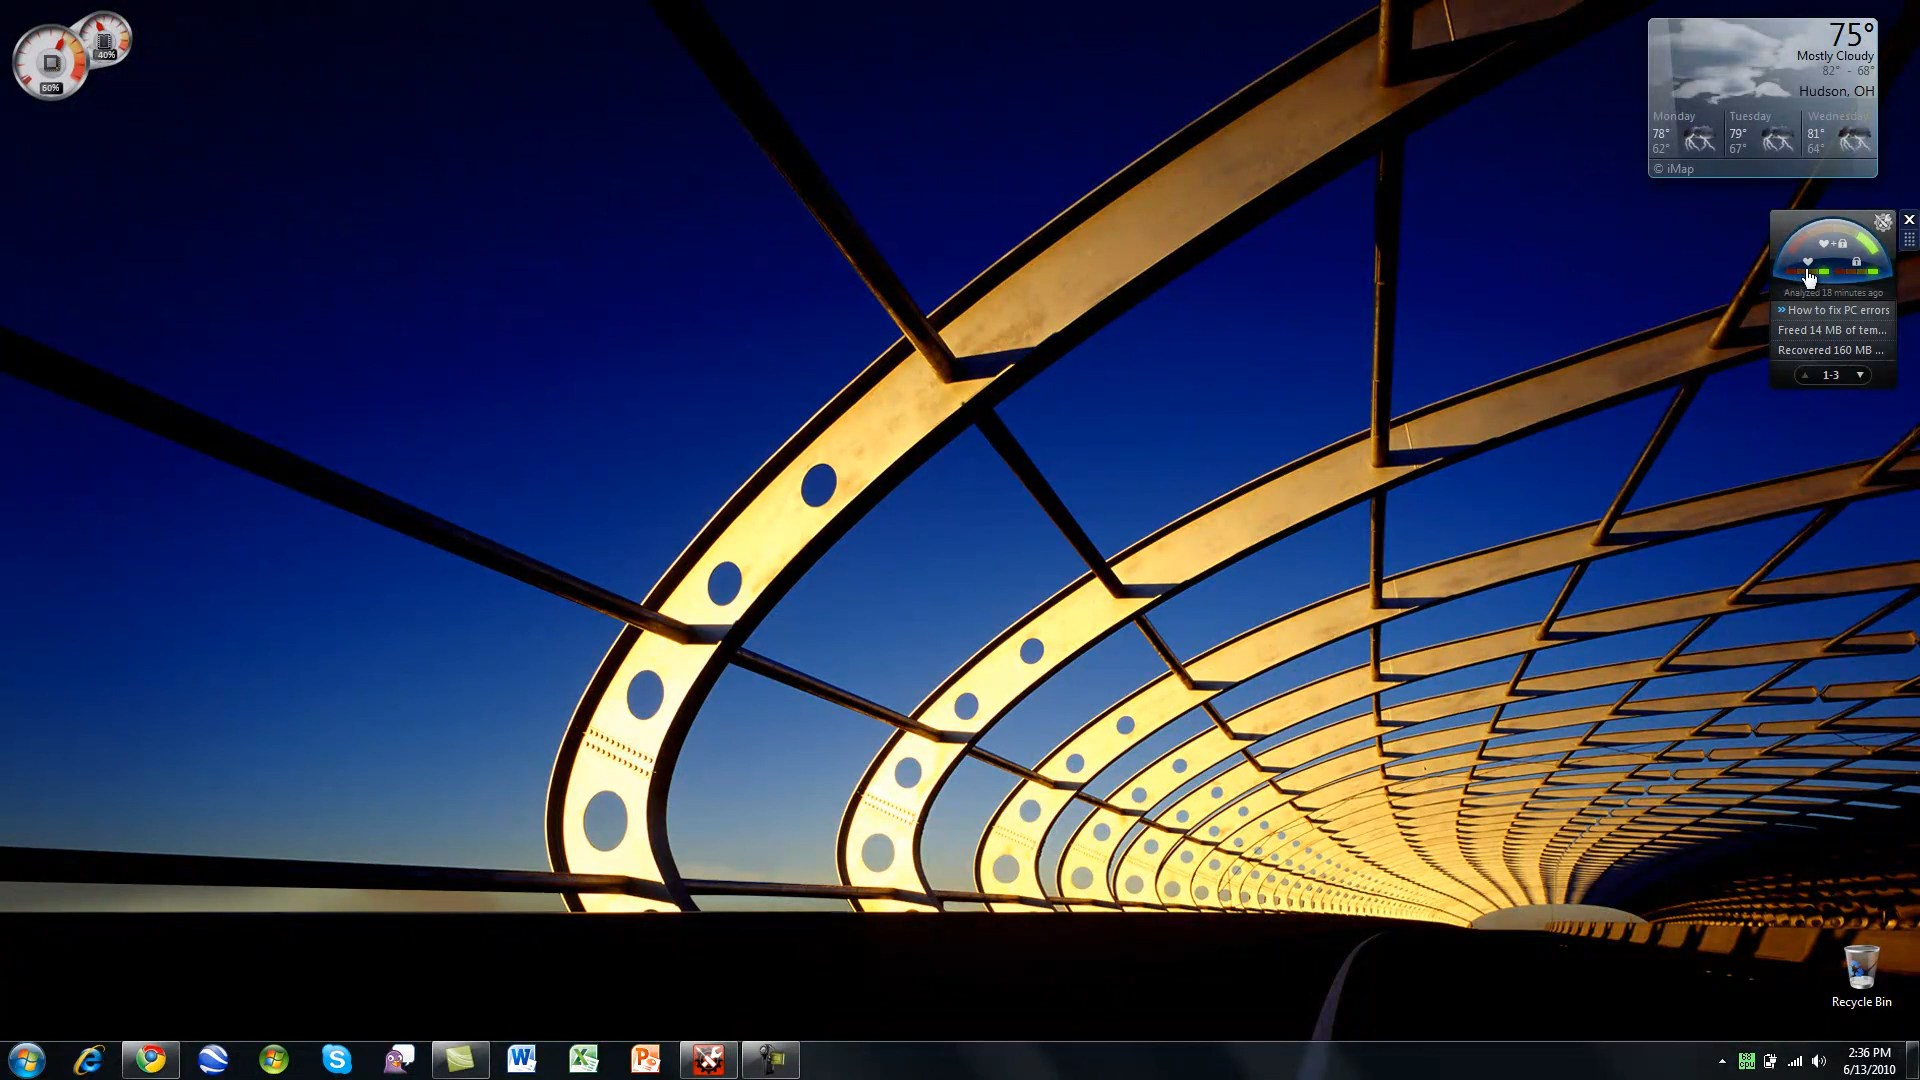 40%
60%
75°
Mostly Cloudy
82° - 68°
Hudson, OH
Monday
78°
62°
Tuesday
79°
67°
Wednesday
81°
64°
© iMap
Analyzed 18 minutes ago
» How to fix PC errors
Freed 14 MB of tem...
Recovered 160 MB ...
1-3
Recycle Bin
2:36 PM
6/13/2010